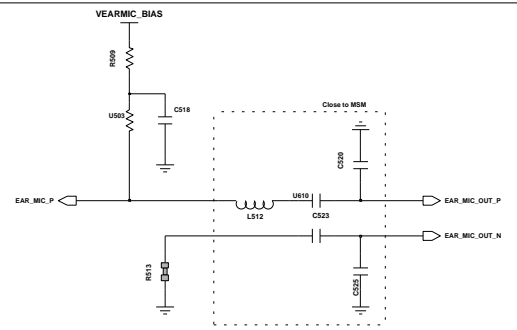 VEARMIC_BIAS
R509
U503
C518
Close to MSM
C520
EAR_MIC_P
L512
U610
C523
EAR_MIC_OUT_P
EAR_MIC_OUT_N
R513
C525